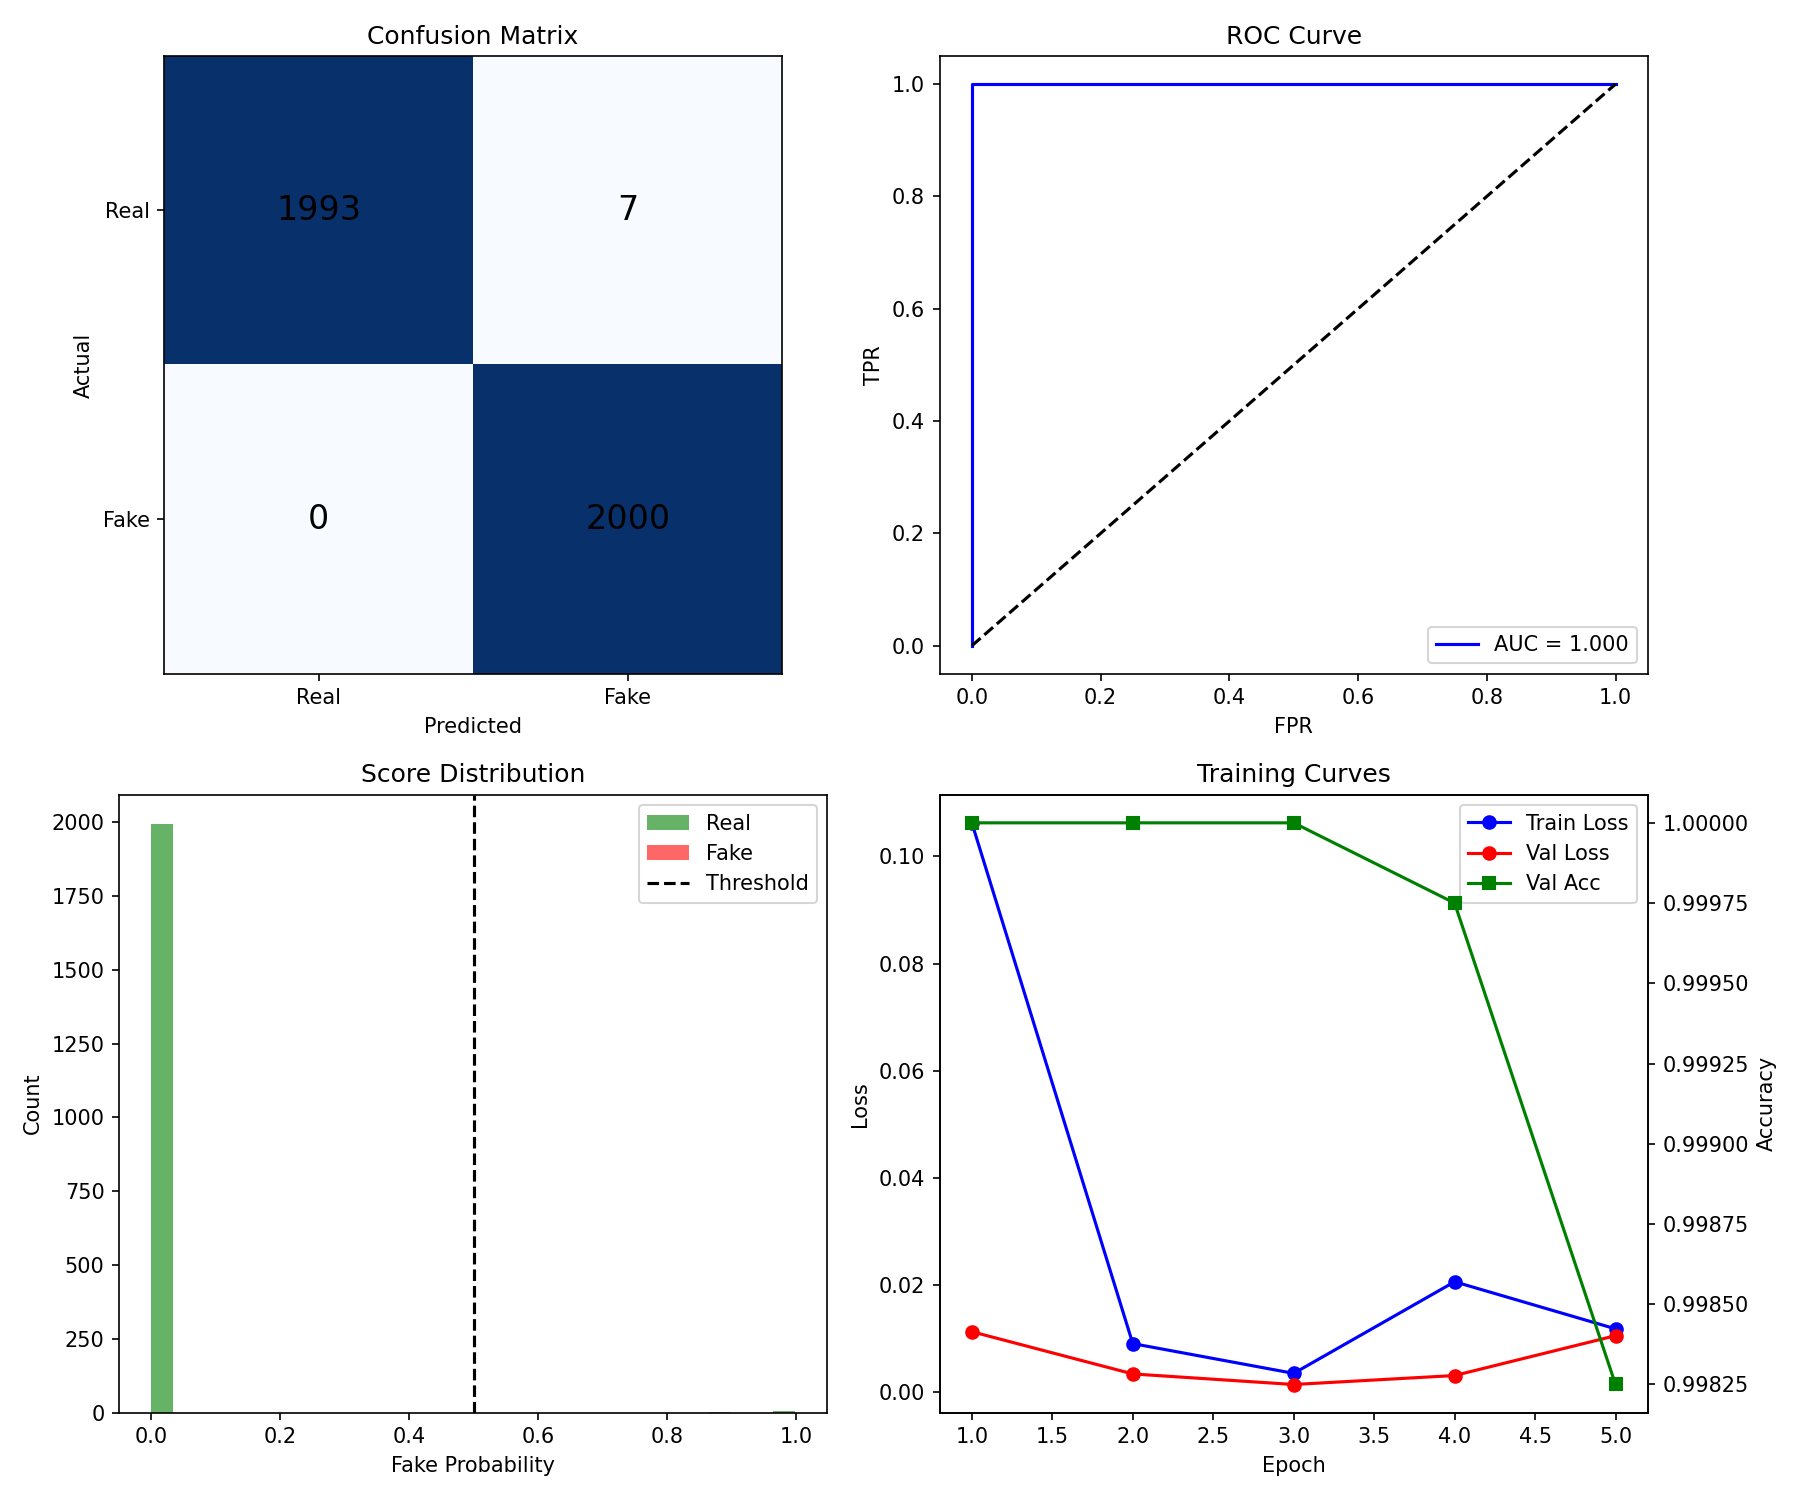 Confusion Matrix
Real
Fake
Actual
1993
7
0
2000
Real
Fake
Predicted
ROC Curve
1.0
0.8
0.6
0.4
0.2
0.0
TPR
AUC = 1.000
0.0
0.2
0.4
0.6
0.8
1.0
FPR
Score Distribution
2000
1750
1500
1250
1000
750
500
250
0
Count
Real
Fake
Threshold
0.0
0.2
0.4
0.6
0.8
1.0
Fake Probability
Training Curves
0.10
0.08
0.06
0.04
0.02
0.00
Loss
Train Loss
Val Loss
Val Acc
1.00000
0.99975
0.99950
0.99925
0.99900
0.99875
0.99850
0.99825
Accuracy
1.0
1.5
2.0
2.5
3.0
3.5
4.0
4.5
5.0
Epoch